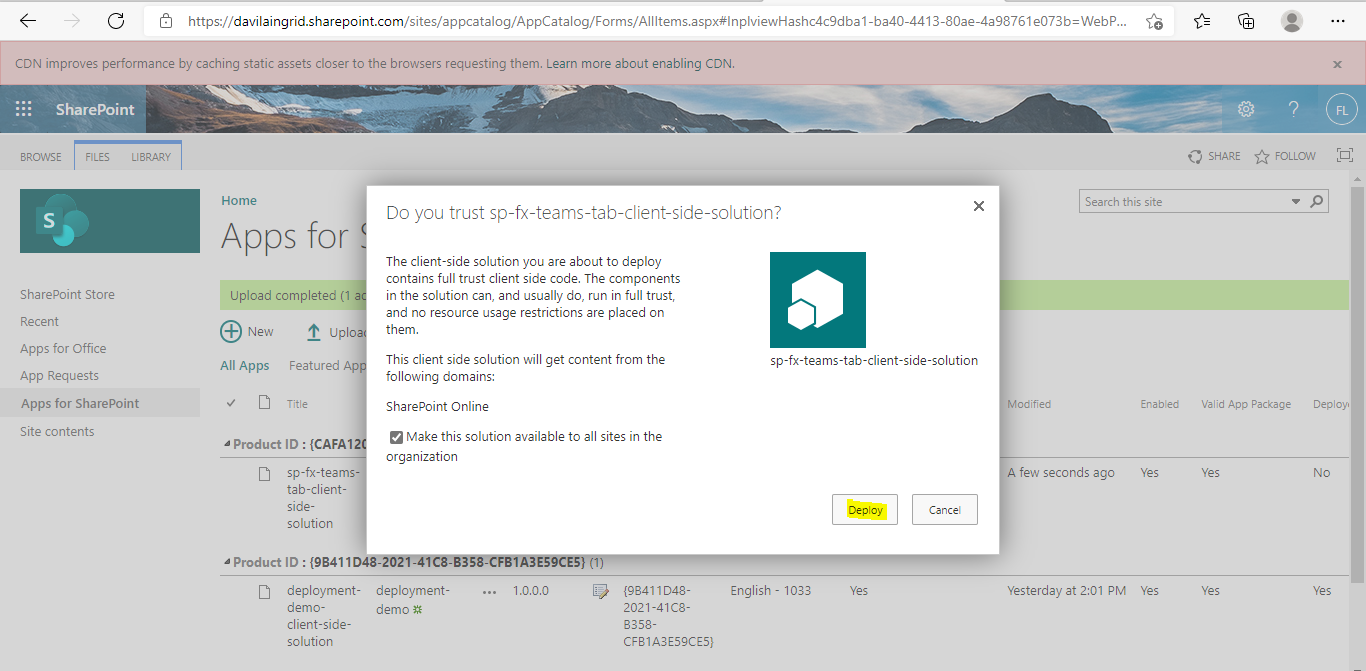 https://davilaingrid.sharepoint.com/sites/appcatalog/AppCatalog/Forms/AllItems.aspx#InplviewHashc4c9dba1-ba40-4413-80ae-4a98761e073b=WebP...
CDN improves performance by caching static assets closer to the browsers requesting them. Learn more about enabling CDN.
SharePoint
?
FL
BROWSE
FILES
LIBRARY
SHARE
FOLLOW
S
Home
Apps for S
Search this site
SharePoint Store
Recent
Apps for Office
App Requests
Apps for SharePoint
Site contents
Upload completed (1 ad
New
Uploa
All Apps
Featured App
Title
Modified
Enabled
Valid App Package
Deploye
Product ID : {CAFA120
sp-fx-teams-
tab-client-
side-
solution
A few seconds ago
Yes
Yes
No
Product ID : {9B411D48-2021-41C8-B358-CFB1A3E59CE5} (1)
deployment-
demo-
client-side-
solution
deployment-
demo
...
1.0.0.0
{9B411D48-
2021-41C8-
B358-
CFB1A3E59CE5}
English - 1033
Yes
Yesterday at 2:01 PM
Yes
Yes
Yes
Do you trust sp-fx-teams-tab-client-side-solution?
The client-side solution you are about to deploy
contains full trust client side code. The components
in the solution can, and usually do, run in full trust,
and no resource usage restrictions are placed on
them.
This client side solution will get content from the
following domains:
SharePoint Online
Make this solution available to all sites in the
organization
sp-fx-teams-tab-client-side-solution
Deploy
Cancel